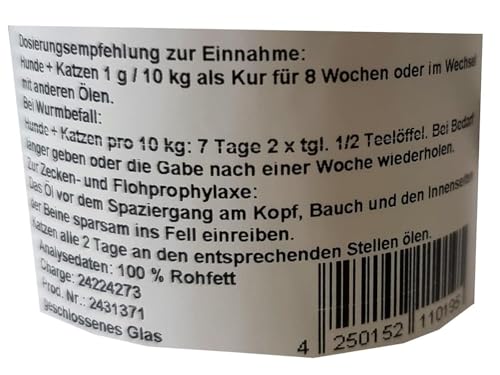 Dosierungsempfehlung zur Einnahme:
Hunde + Katzen 1 g / 10 kg als Kur für 8 Wochen oder im Wechsel
mit anderen Ölen.
Bei Wurmbefall:
Hunde + Katzen pro 10 kg: 7 Tage 2 x tgl. 1/2 Teelöffel. Bei Bedarf
länger geben oder die Gabe nach einer Woche wiederholen.
Zur Zecken- und Flohprophylaxe:
Das Öl vor dem Spaziergang am Kopf, Bauch und den Innenseiten
der Beine sparsam ins Fell einreiben.
Katzen alle 2 Tage an den entsprechenden Stellen ölen.
Analysedaten: 100 % Rohfett
Charge: 24224273
Prod. Nr.: 2431371
geschlossenes Glas
4 250152 110196